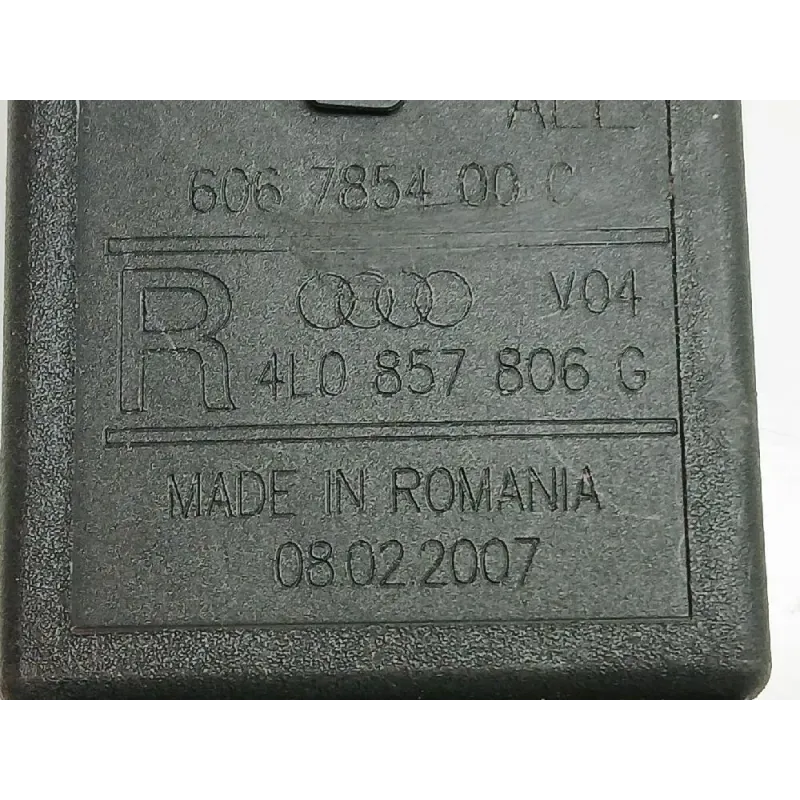 606 7854 00 C
R V04
4L0 857 806 G
MADE IN ROMANIA
08.02.2007